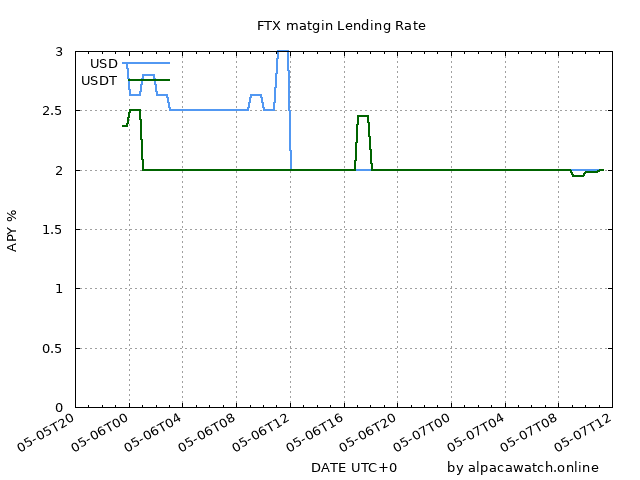 FTX matgin Lending Rate
USD
USDT
3
2.5
2
1.5
1
0.5
0
APY %
05-05T20
05-06T00
05-06T04
05-06T08
05-06T12
05-06T16
05-06T20
05-07T00
05-07T04
05-07T08
05-07T12
DATE UTC+0
by alpacawatch.online